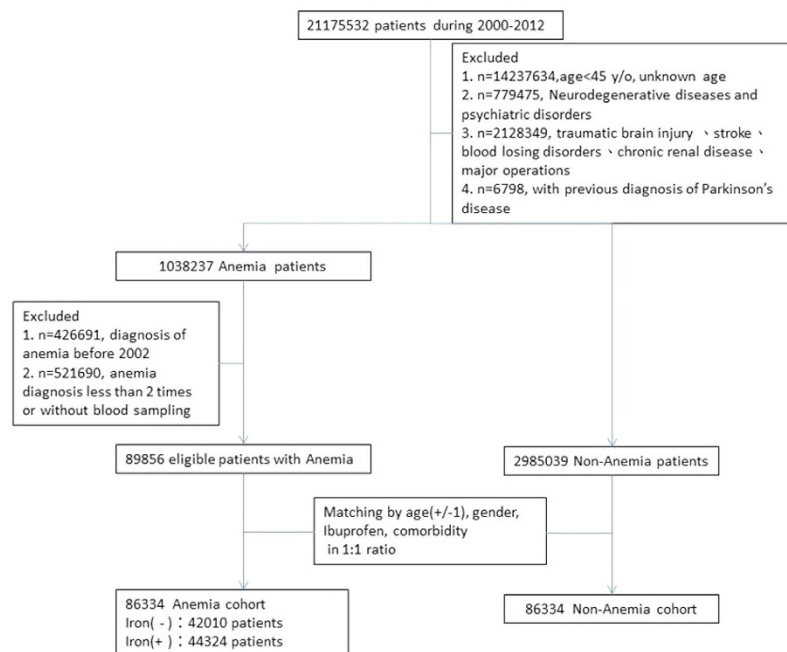 21175532 patients during 2000-2012
Excluded
1. n=14237634,age<45 y/o, unknown age
2. n=779475, Neurodegenerative diseases and
psychiatric disorders
3. n=2128349, traumatic brain injury 、stroke、
blood losing disorders、chronic renal disease、
major operations
4. n=6798, with previous diagnosis of Parkinson's
disease
1038237 Anemia patients
Excluded
1. n=426691, diagnosis of
anemia before 2002
2. n=521690, anemia
diagnosis less than 2 times
or without blood sampling
89856 eligible patients with Anemia
2985039 Non-Anemia patients
Matching by age(+/-1), gender,
Ibuprofen, comorbidity
in 1:1 ratio
86334 Anemia cohort
Iron( - )：42010 patients
Iron(+ )：44324 patients
86334 Non-Anemia cohort